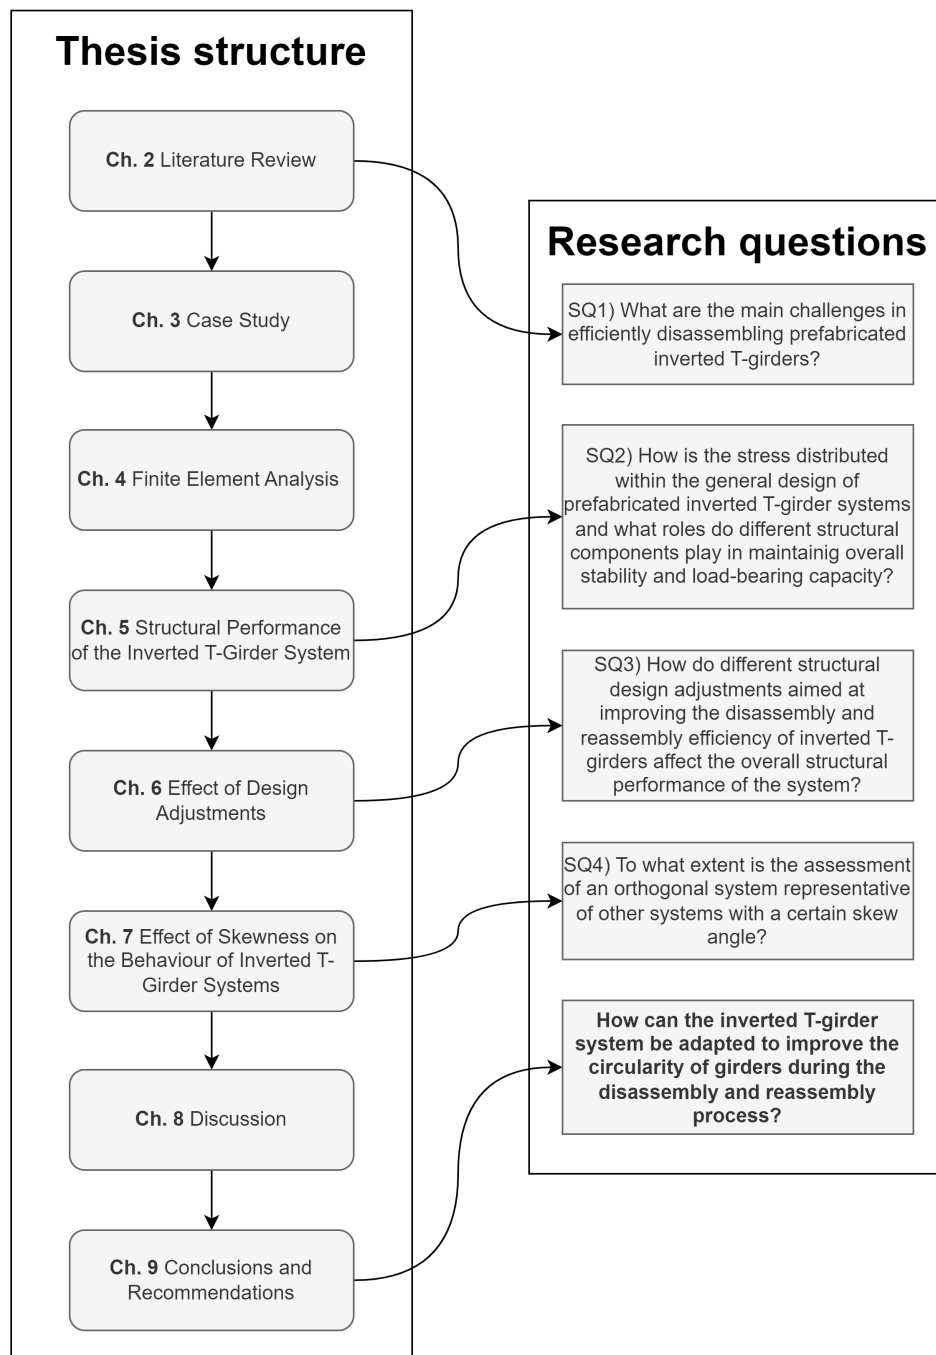 Thesis structure
Ch. 2 Literature Review
Ch. 3 Case Study
Ch. 4 Finite Element Analysis
Ch. 5 Structural Performance
of the Inverted T-Girder System
Ch. 6 Effect of Design
Adjustments
Ch. 7 Effect of Skewness on
the Behaviour of Inverted T-
Girder Systems
Ch. 8 Discussion
Ch. 9 Conclusions and
Recommendations
Research questions
SQ1) What are the main challenges in
efficiently disassembling prefabricated
inverted T-girders?
SQ2) How is the stress distributed
within the general design of
prefabricated inverted T-girder systems
and what roles do different structural
components play in maintainig overall
stability and load-bearing capacity?
SQ3) How do different structural
design adjustments aimed at
improving the disassembly and
reassembly efficiency of inverted T-
girders affect the overall structural
performance of the system?
SQ4) To what extent is the assessment
of an orthogonal system representative
of other systems with a certain skew
angle?
How can the inverted T-girder
system be adapted to improve the
circularity of girders during the
disassembly and reassembly
process?